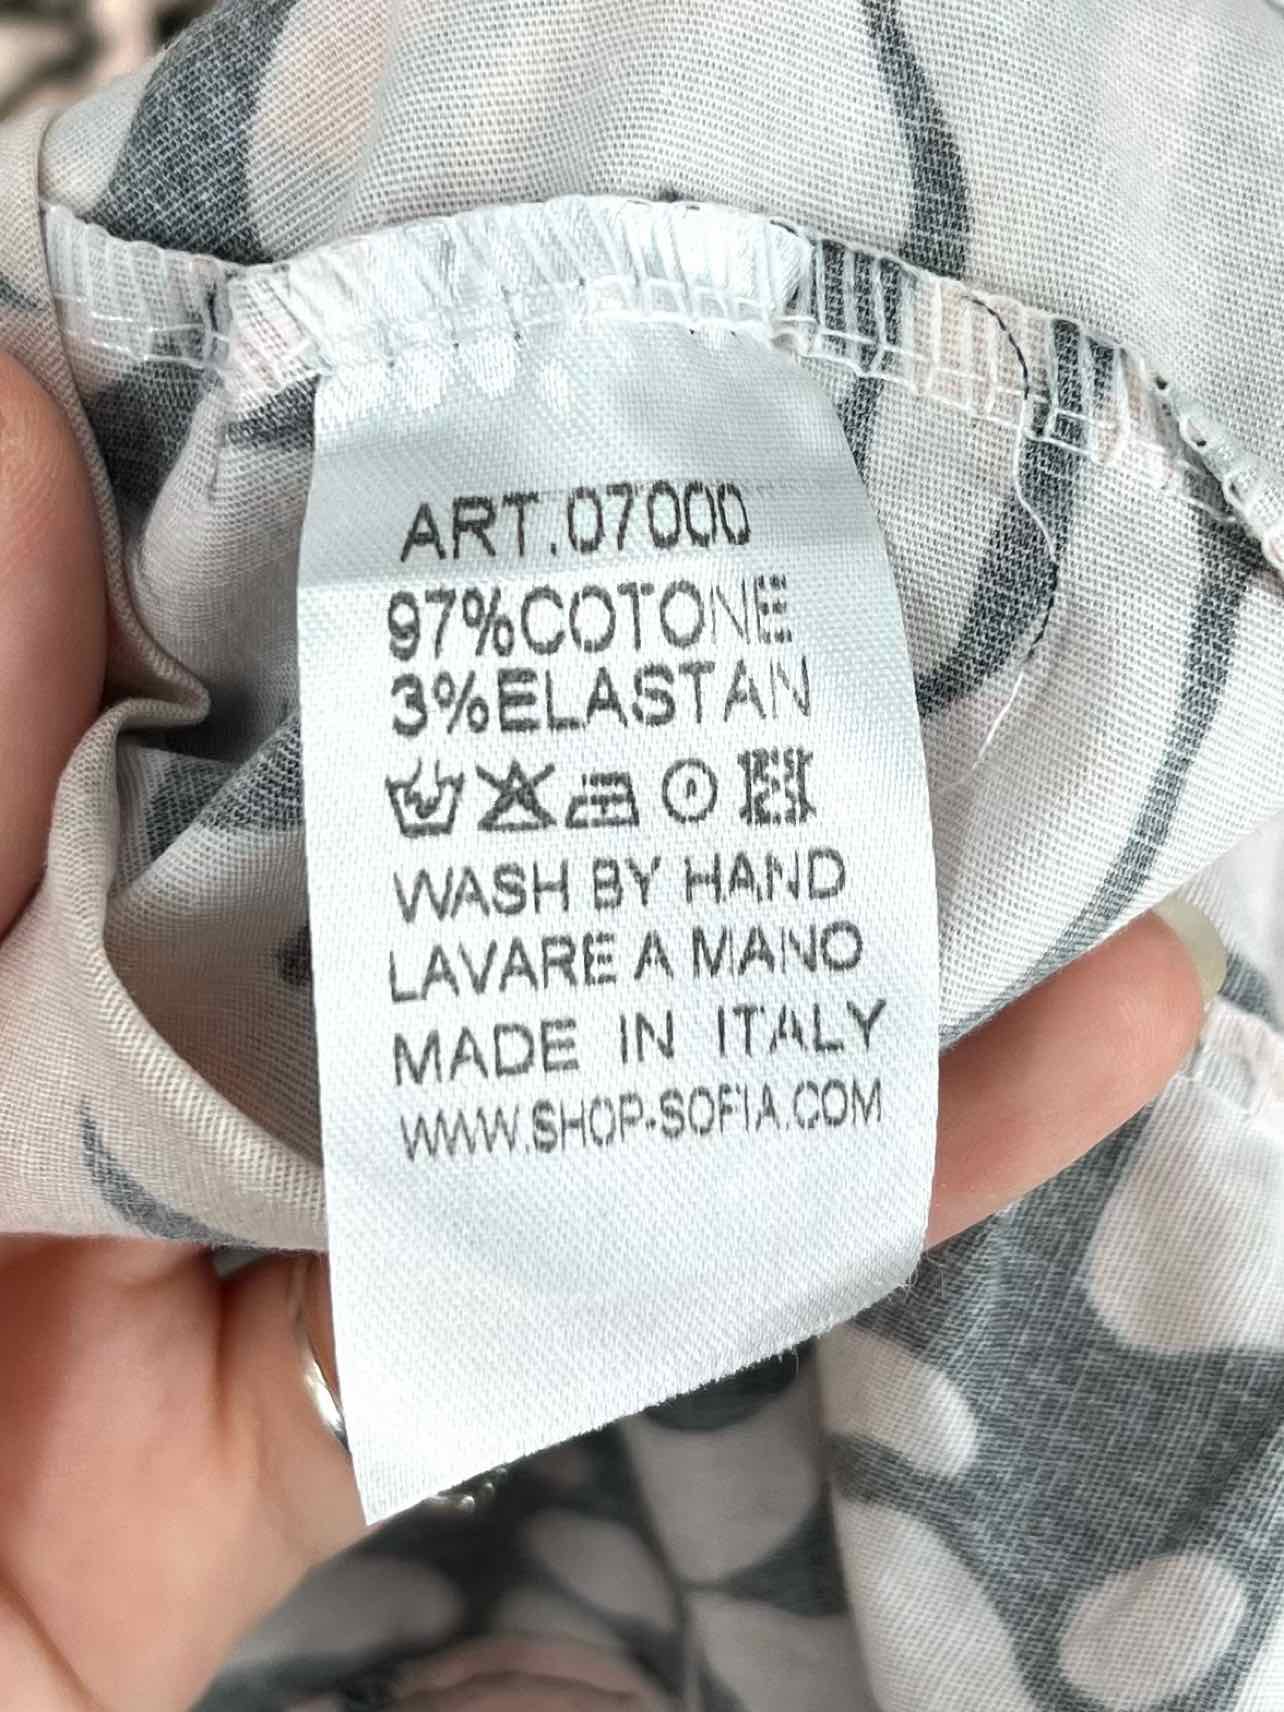 ART.07000
97%COTONE
3%ELASTAN
WASH BY HAND
LAVARE A MANO
MADE IN ITALY
WWW.SHOP-SOFIA.COM